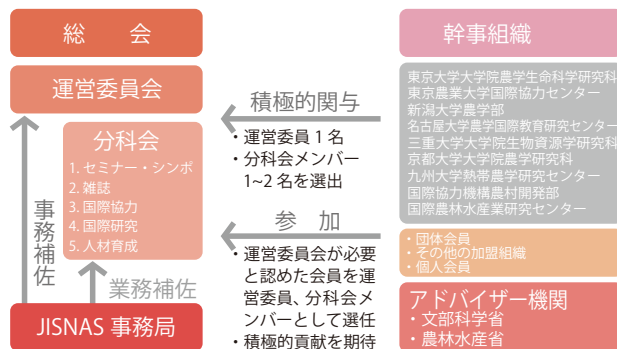 総　会
運営委員会
分科会
1. セミナー・シンポ
2. 雑誌
3. 国際協力
4. 国際研究
5. 人材育成
事務補佐
業務補佐
JISNAS 事務局
積極的関与
・運営委員 1 名
・分科会メンバー
1~2 名を選出
参　加
・運営委員会が必要
と認めた会員を運
営委員、分科会メ
ンバーとして選任
・積極的貢献を期待
幹事組織
東京大学大学院農学生命科学研究科
東京農業大学国際協力センター
新潟大学農学部
名古屋大学農学国際教育研究センター
三重大学大学院生物資源学研究科
京都大学大学院農学研究科
九州大学熱帯農学研究センター
国際協力機構農村開発部
国際農林水産業研究センター
・団体会員
・その他の加盟組織
・個人会員
アドバイザー機関
・文部科学省
・農林水産省